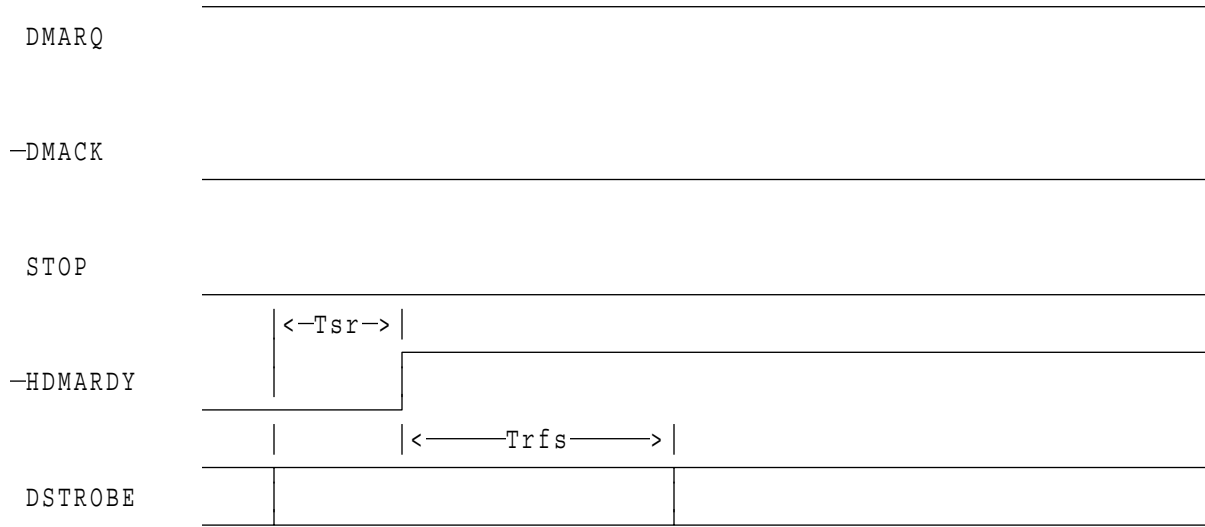 DMARQ
-DMACK
STOP
|<-Tsr->|
-HDMARDY
|<-Trfs->|
DSTROBE